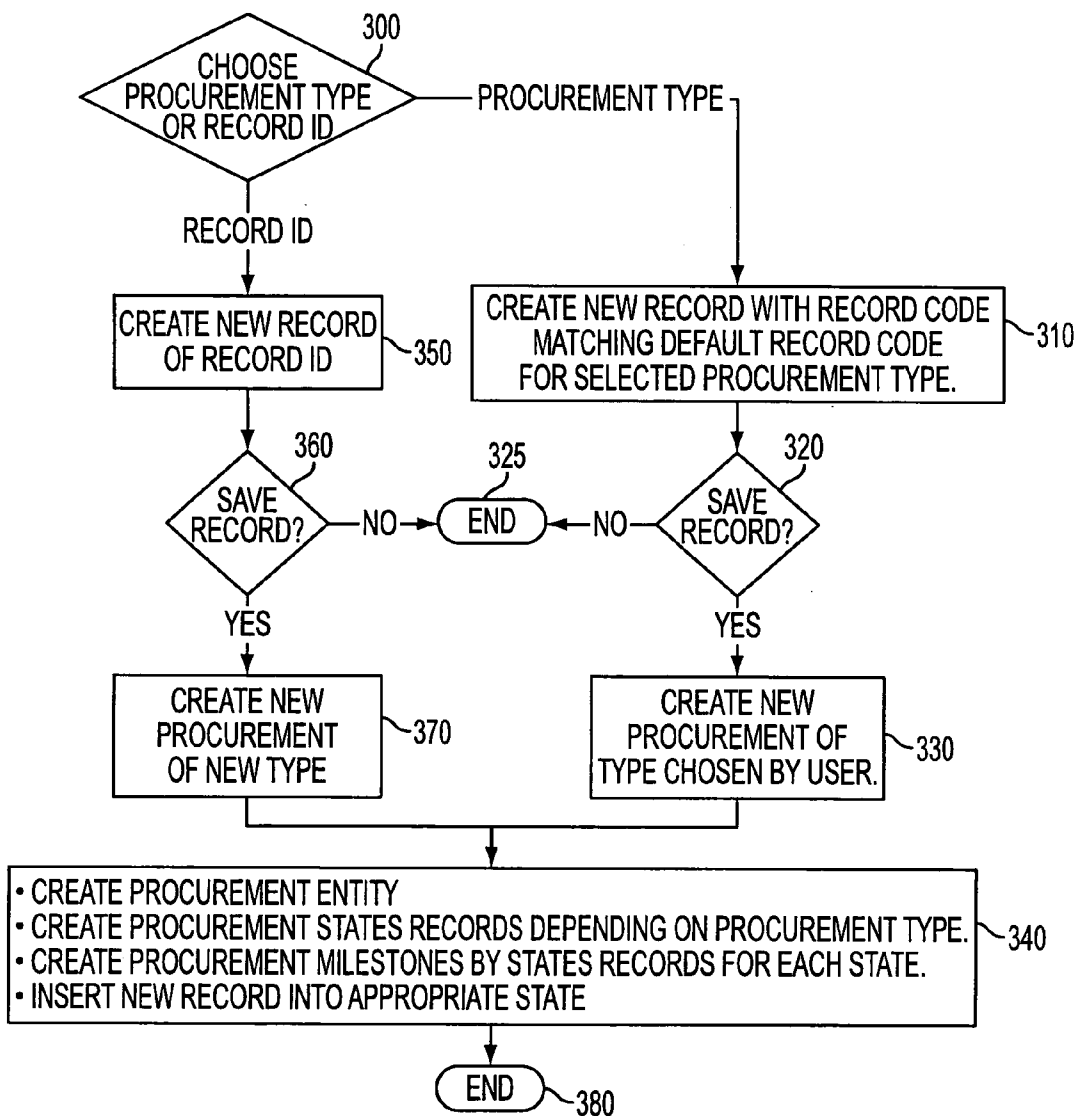 300
CHOOSE
PROCUREMENT TYPE
OR RECORD ID
PROCUREMENT TYPE
RECORD ID
CREATE NEW RECORD
OF RECORD ID
350
CREATE NEW RECORD WITH RECORD CODE
MATCHING DEFAULT RECORD CODE
FOR SELECTED PROCUREMENT TYPE.
310
360
SAVE
RECORD?
NO
325
END
NO
320
SAVE
RECORD?
YES
YES
CREATE NEW
PROCUREMENT
OF NEW TYPE
370
CREATE NEW
PROCUREMENT OF
TYPE CHOSEN BY USER.
330
• CREATE PROCUREMENT ENTITY
• CREATE PROCUREMENT STATES RECORDS DEPENDING ON PROCUREMENT TYPE.
• CREATE PROCUREMENT MILESTONES BY STATES RECORDS FOR EACH STATE.
• INSERT NEW RECORD INTO APPROPRIATE STATE
340
END
380